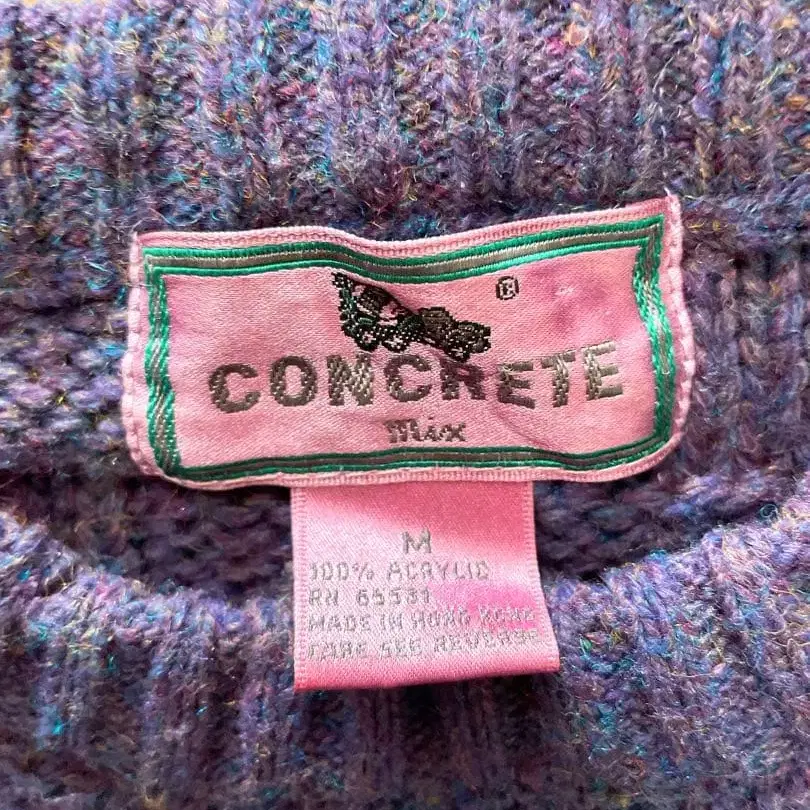 ®
CONCRETE
Mix
M
100% ACRYLIC
RN 65531
MADE IN HONG KONG
CARE SEE REVERSE